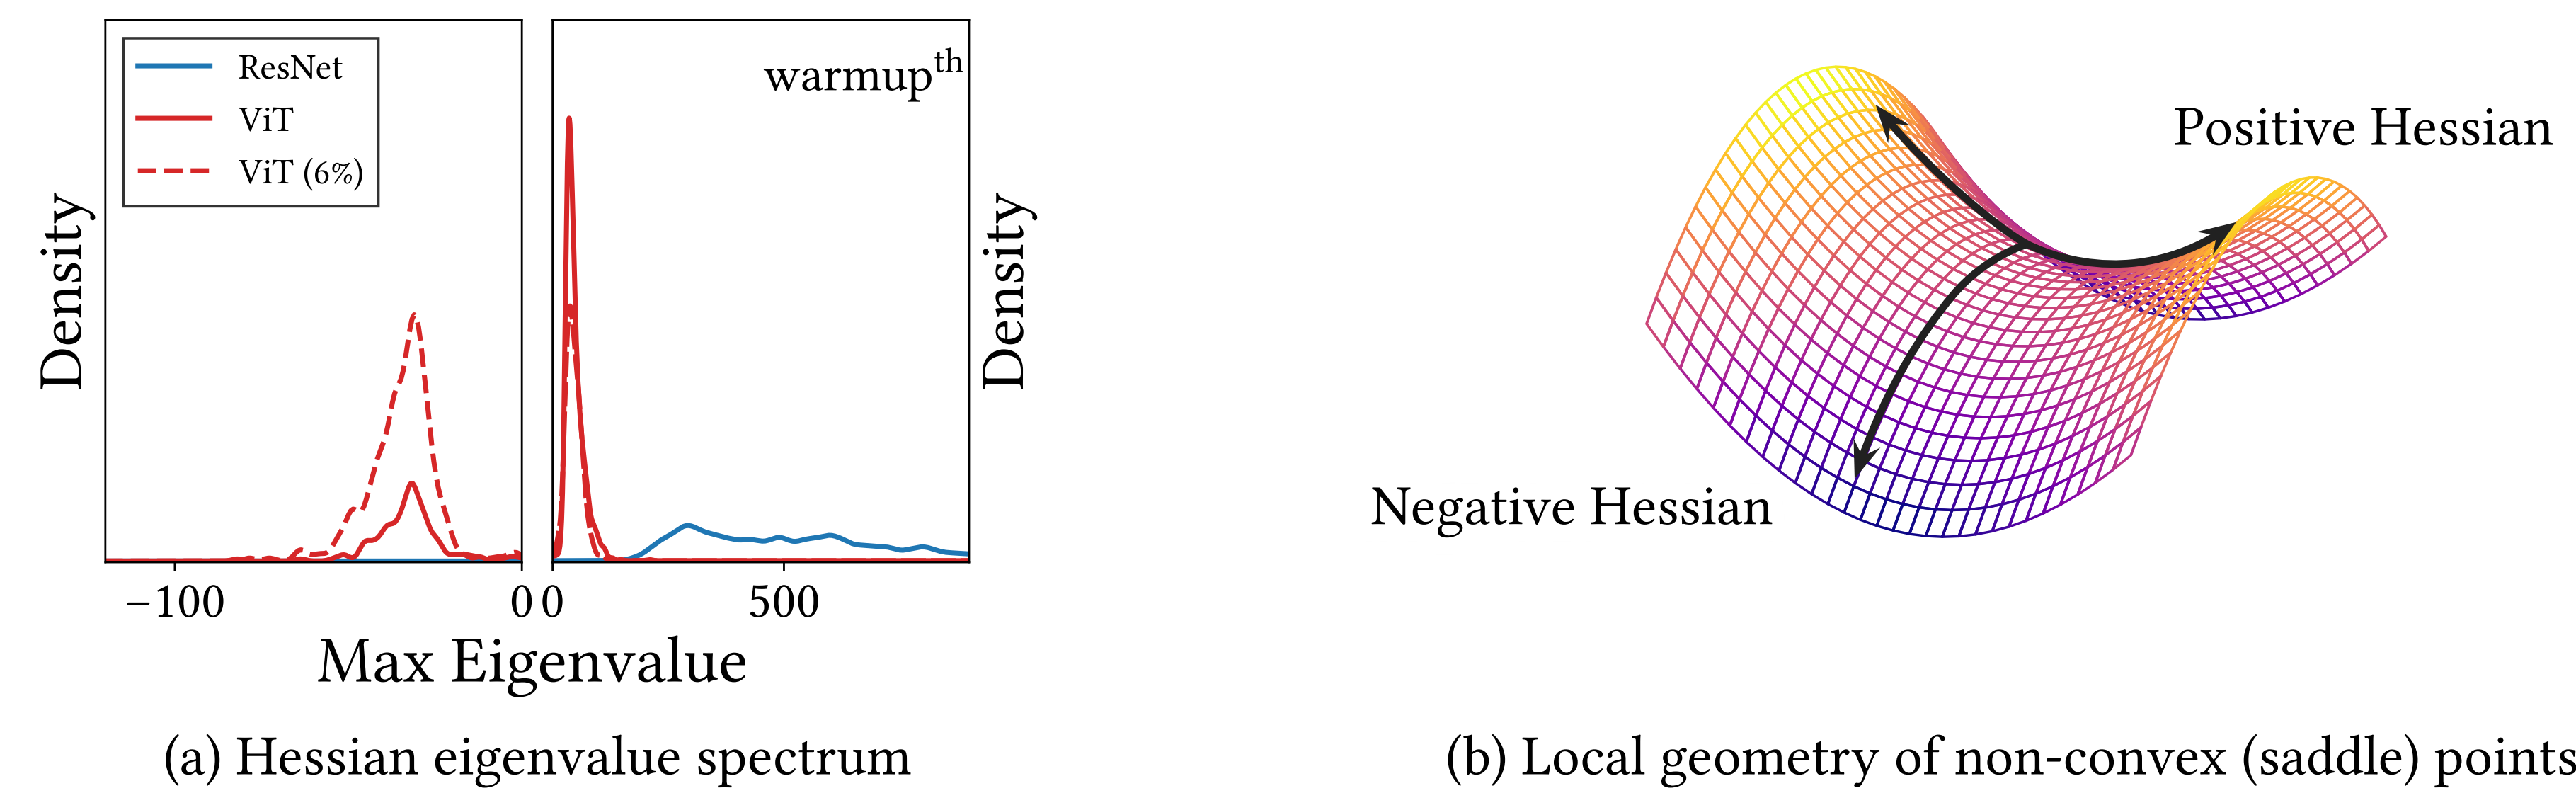 ResNet
ViT
ViT (6%)
warmup^th
Density
Density
−100
0
0
500
Max Eigenvalue
(a) Hessian eigenvalue spectrum
Positive Hessian
Negative Hessian
(b) Local geometry of non-convex (saddle) points